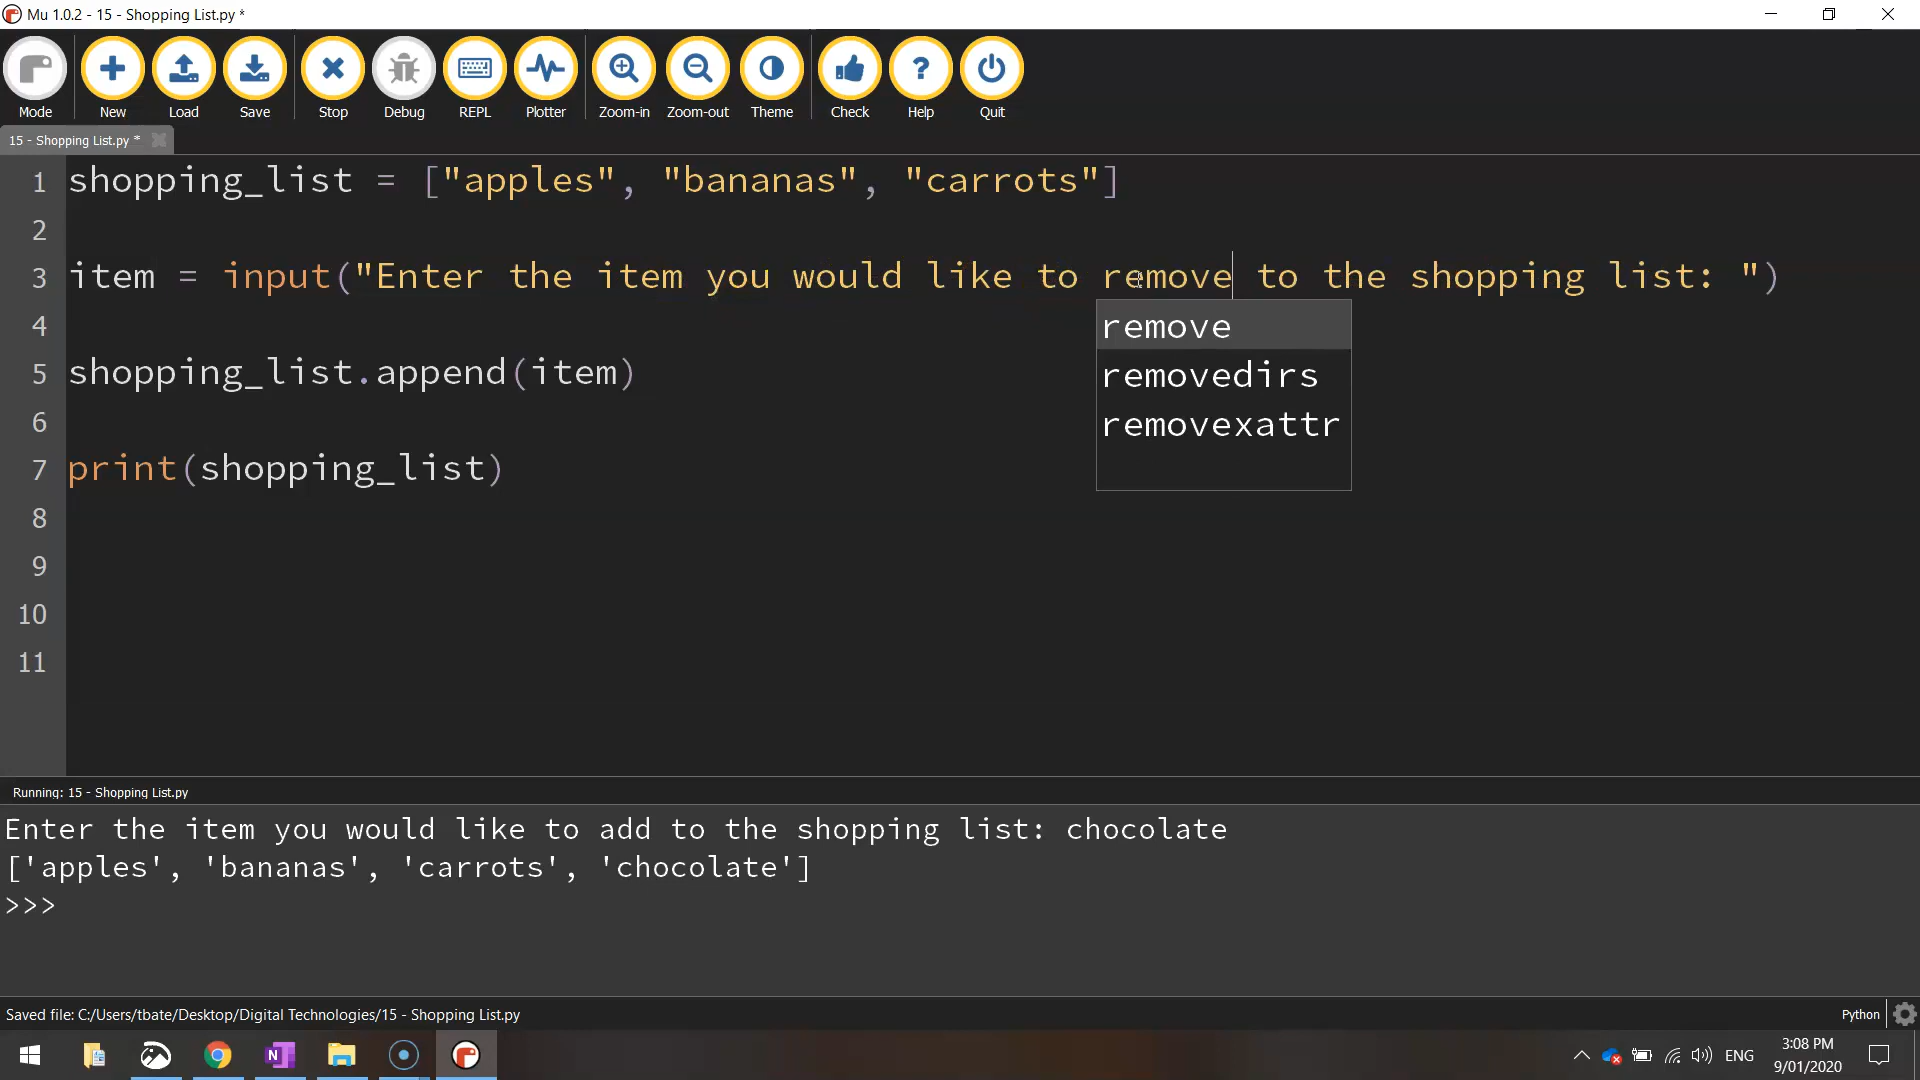 Mu 1.0.2 - 15 - Shopping List.py *
Mode New Load Save Stop Debug REPL Plotter Zoom-in Zoom-out Theme Check Help Quit
15 - Shopping List.py *
1 shopping_list = ["apples", "bananas", "carrots"]
2
3 item = input("Enter the item you would like to remove to the shopping list: ")
4
remove
5 shopping_list.append(item)
removedirs
6
removexattr
7 print(shopping_list)
8
9
10
11
Running: 15 - Shopping List.py
Enter the item you would like to add to the shopping list: chocolate
['apples', 'bananas', 'carrots', 'chocolate']
>>>
Saved file: C:/Users/tbate/Desktop/Digital Technologies/15 - Shopping List.py
Python
ENG
3:08 PM
9/01/2020